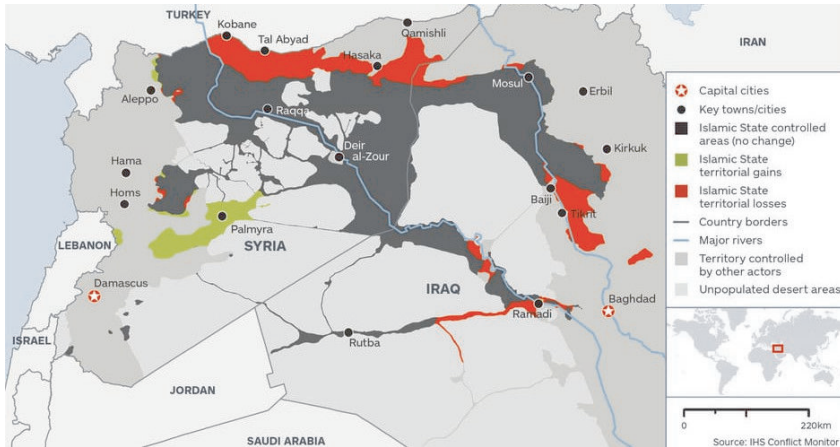 TURKEY
Kobane
Tal Abyad
Qamishli
Hasaka
IRAN
Aleppo
Raqqa
Mosul
Erbil
Deir
al-Zour
Kirkuk
Hama
Homs
Baiji
Tikrit
Palmyra
SYRIA
LEBANON
Damascus
IRAQ
Ramadi
Baghdad
ISRAEL
Rutba
JORDAN
SAUDI ARABIA
Capital cities
Key towns/cities
Islamic State controlled
areas (no change)
Islamic State
territorial gains
Islamic State
territorial losses
Country borders
Major rivers
Territory controlled
by other actors
Unpopulated desert areas
0
220km
Source: IHS Conflict Monitor